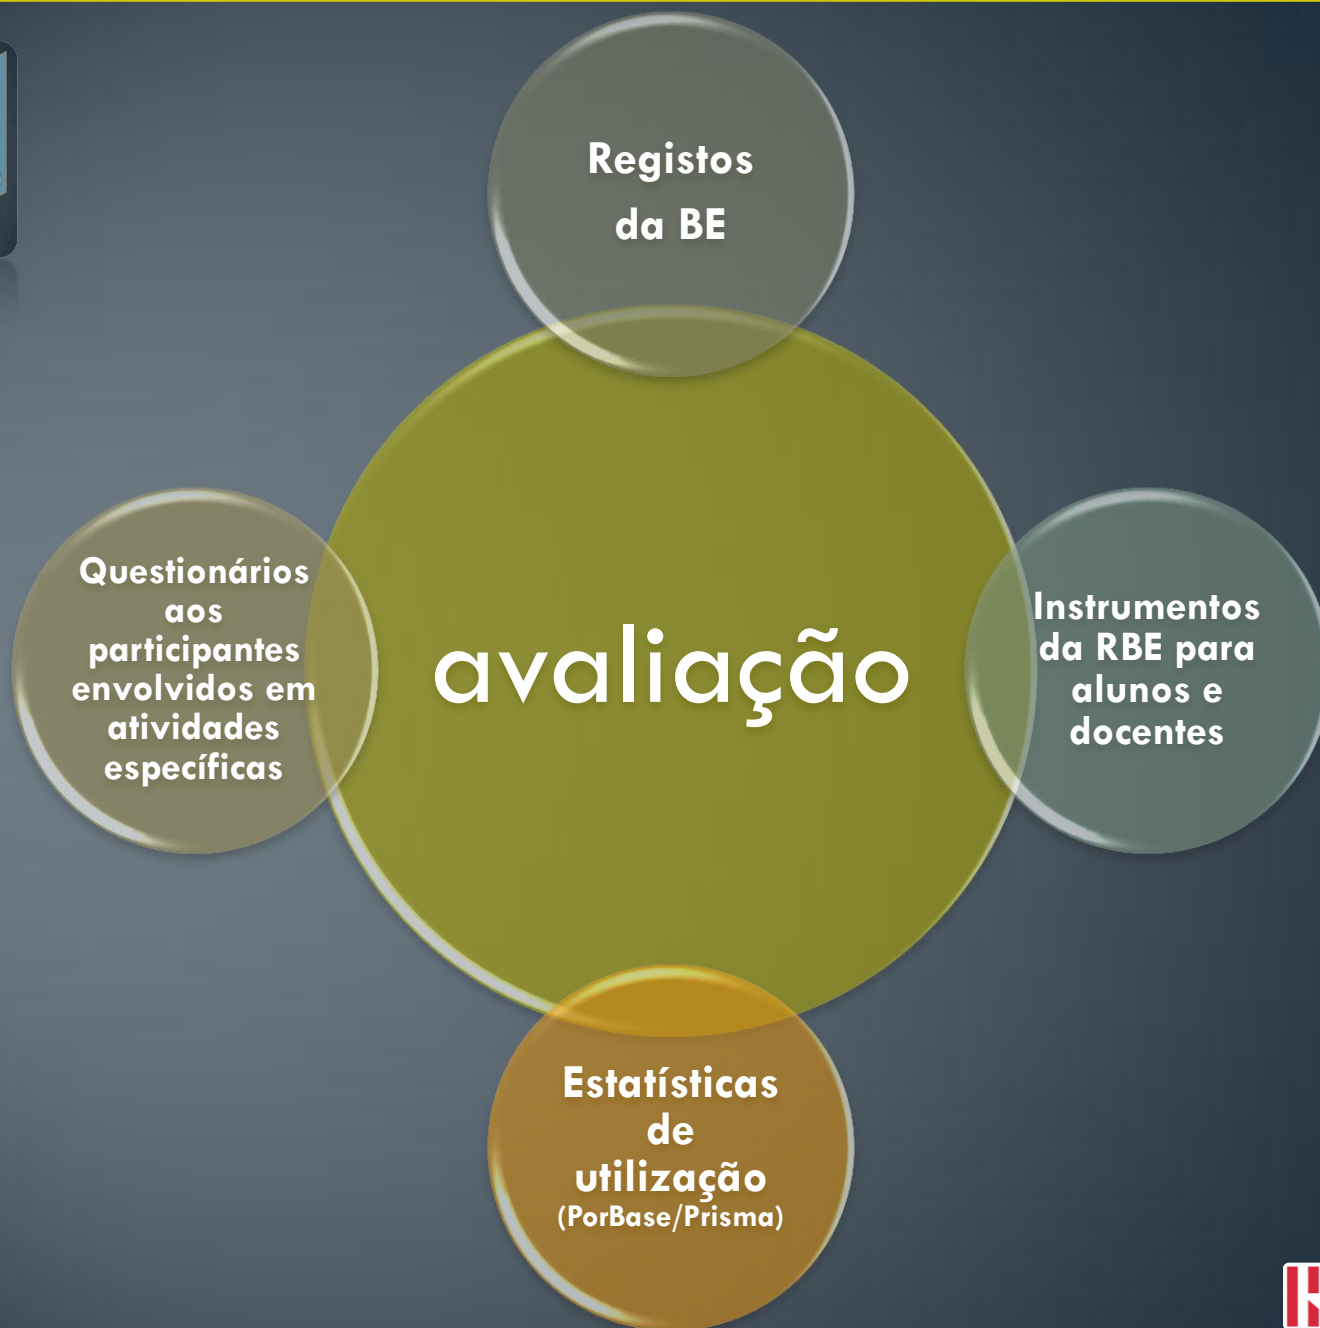 Registos
da BE
Questionários
aos
participantes
envolvidos em
atividades
específicas
avaliação
Instrumentos
da RBE para
alunos e
docentes
Estatísticas
de
utilização
(PorBase/Prisma)